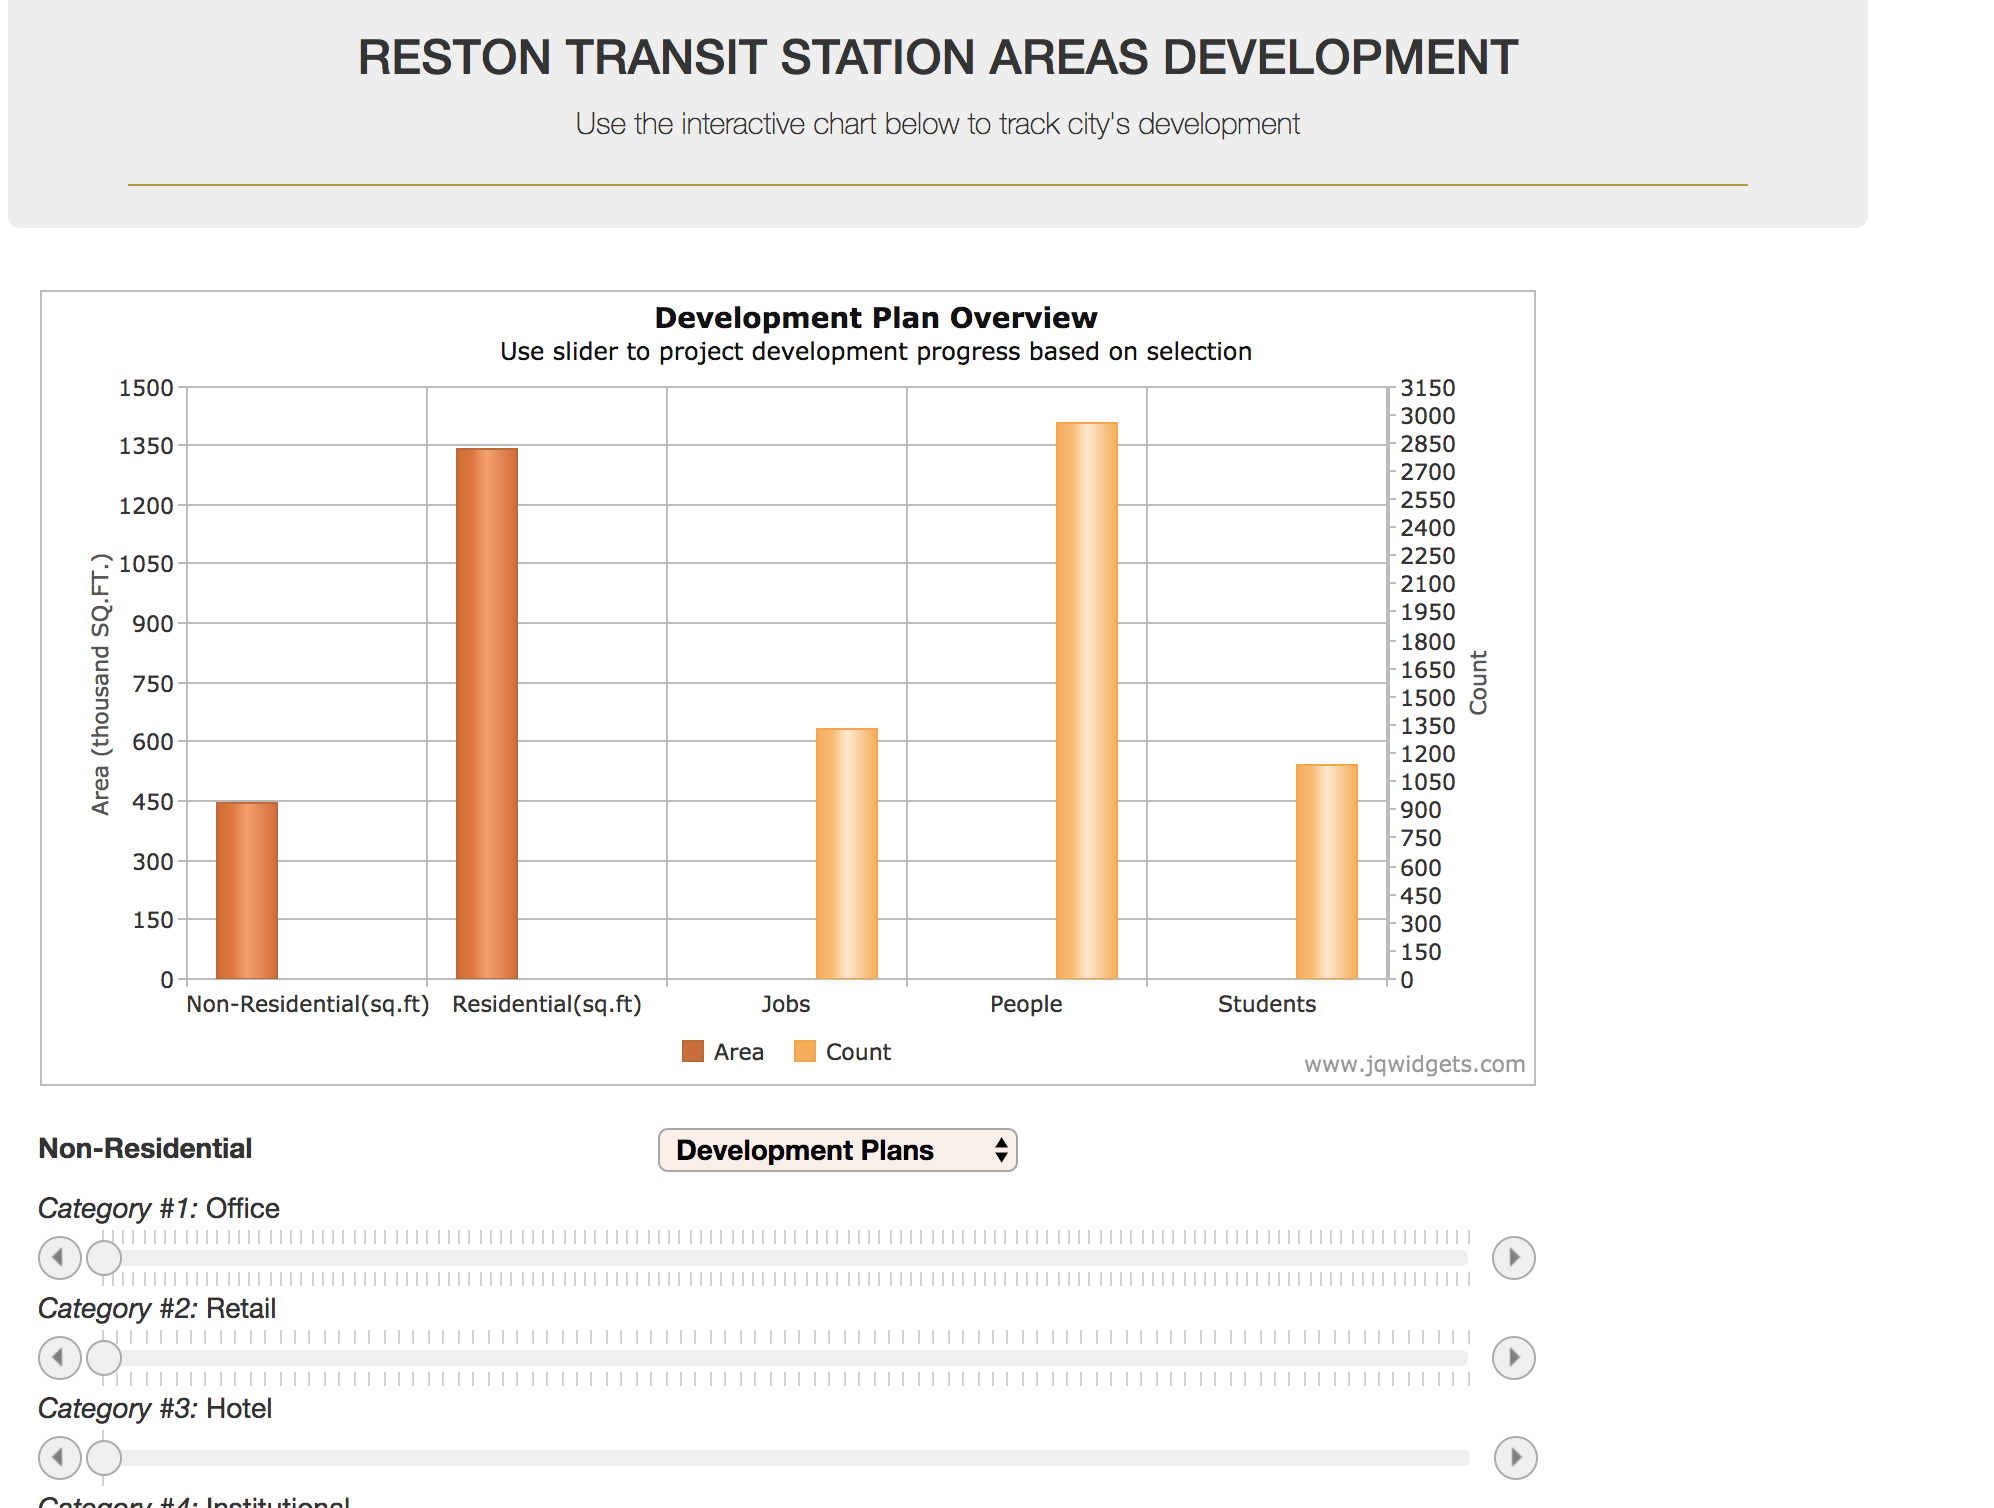 RESTON TRANSIT STATION AREAS DEVELOPMENT
Use the interactive chart below to track city's development
Development Plan Overview
Use slider to project development progress based on selection
Area (thousand SQ.FT.)
1500
1350
1200
1050
900
750
600
450
300
150
0
3150
3000
2850
2700
2550
2400
2250
2100
1950
1800
1650
1500
1350
1200
1050
900
750
600
450
300
150
0
Count
Non-Residential(sq.ft) Residential(sq.ft) Jobs People Students
Area Count
www.jqwidgets.com
Non-Residential Development Plans
Category #1: Office
Category #2: Retail
Category #3: Hotel
Category #4: Institutional